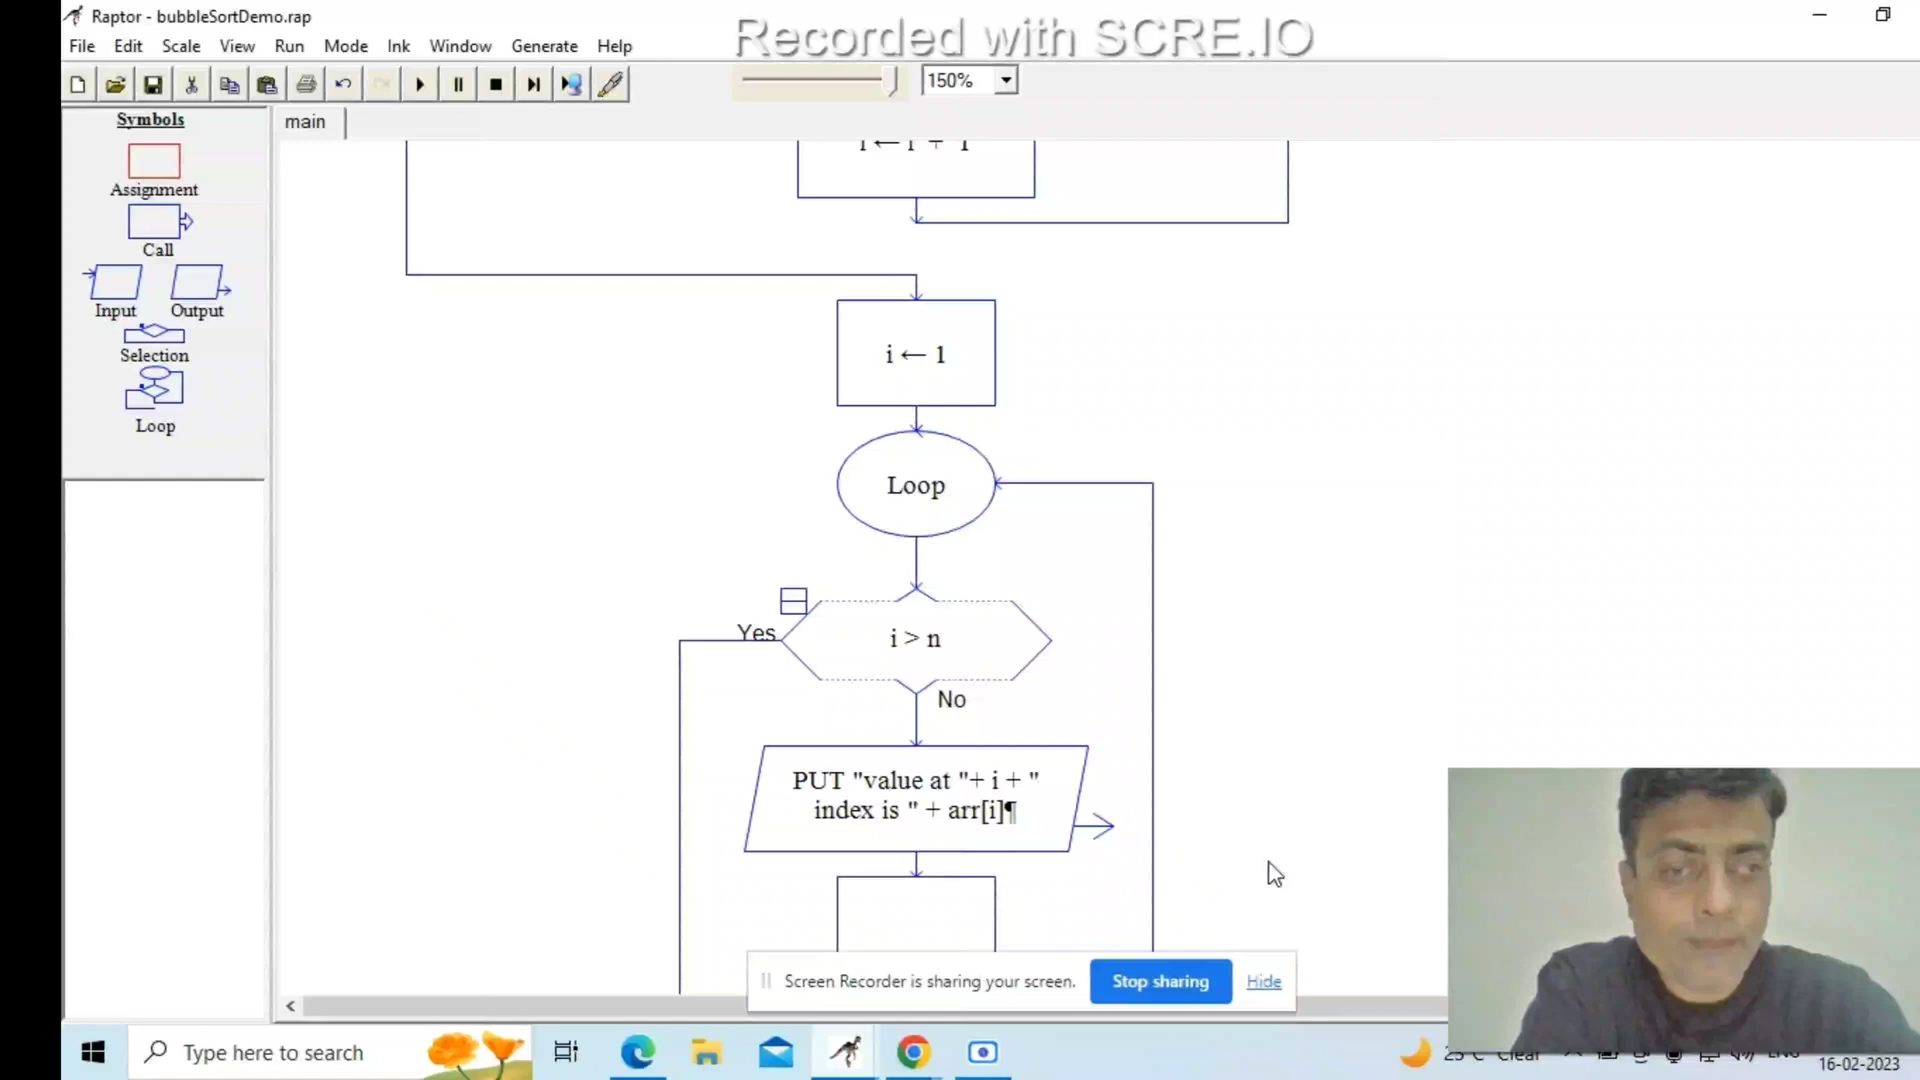 Raptor - bubbleSortDemo.rap
Recorded with SCRE.IO
File Edit Scale View Run Mode Ink Window Generate Help
150%
Symbols
main
i ← i + 1
Assignment
Call
Input Output
Selection
Loop
i ← 1
Loop
Yes
i > n
No
PUT "value at "+ i + "
index is " + arr[i]¶
Screen Recorder is sharing your screen. Stop sharing Hide
Type here to search
Clear
16-02-2023